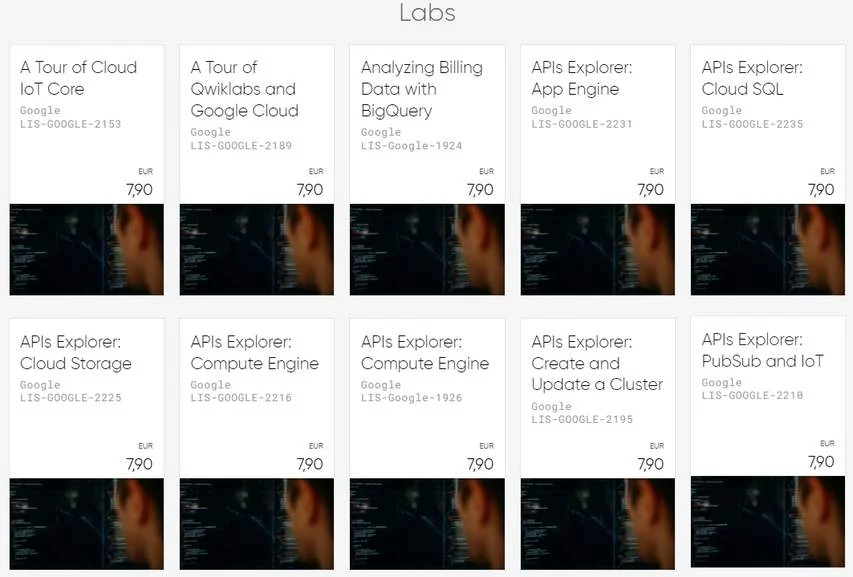 Labs
A Tour of Cloud
IoT Core
Google
LIS-GOOGLE-2153
EUR
7,90
A Tour of
Qwiklabs and
Google Cloud
Google
LIS-GOOGLE-2189
EUR
7,90
Analyzing Billing
Data with
BigQuery
Google
LIS-Google-1924
EUR
7,90
APIs Explorer:
App Engine
Google
LIS-GOOGLE-2231
EUR
7,90
APIs Explorer:
Cloud SQL
Google
LIS-GOOGLE-2235
EUR
7,90
APIs Explorer:
Cloud Storage
Google
LIS-GOOGLE-2225
EUR
7,90
APIs Explorer:
Compute Engine
Google
LIS-GOOGLE-2216
EUR
7,90
APIs Explorer:
Compute Engine
Google
LIS-Google-1926
EUR
7,90
APIs Explorer:
Create and
Update a Cluster
Google
LIS-GOOGLE-2195
EUR
7,90
APIs Explorer:
PubSub and IoT
Google
LIS-GOOGLE-2210
EUR
7,90